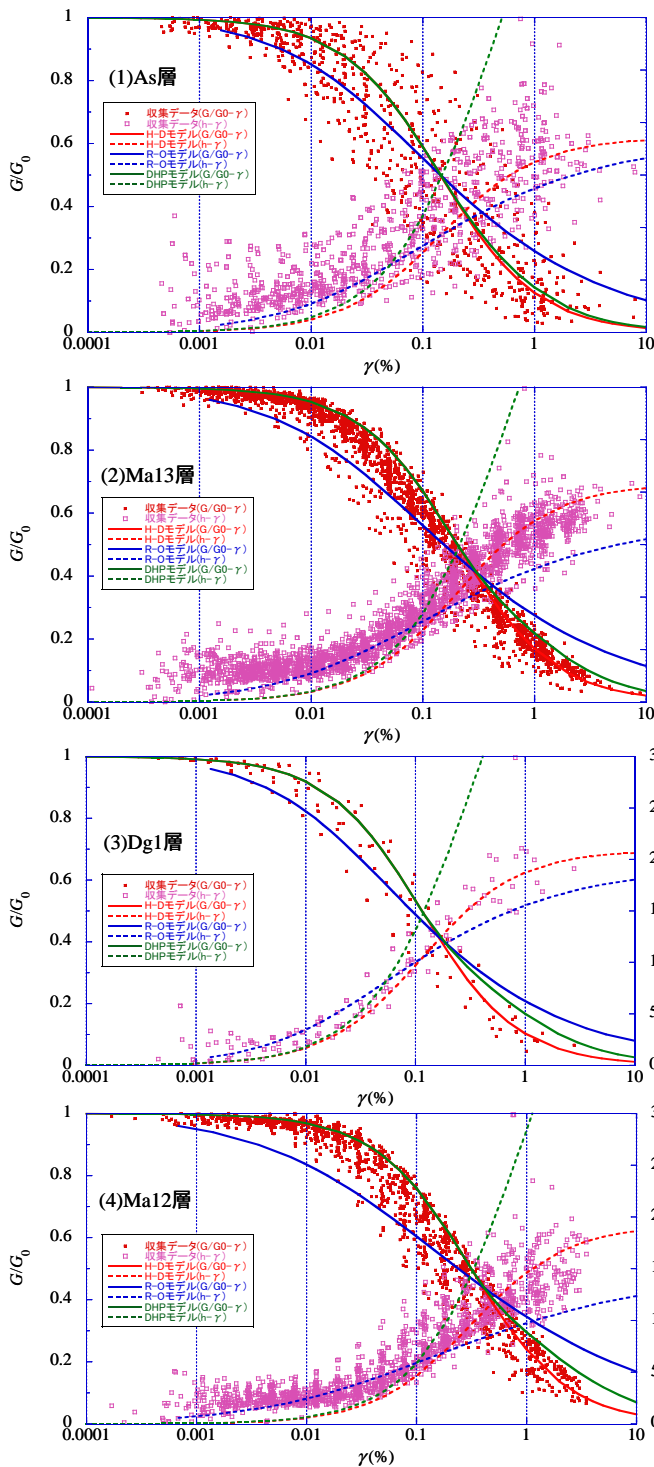 (1)As層
1
0.8
0.6
0.4
0.2
0
G/G0
収集データ(G/G0-γ)
収集データ(h-γ)
H-Dモデル(G/G0-γ)
H-Dモデル(h-γ)
R-Oモデル(G/G0-γ)
R-Oモデル(h-γ)
DHPモデル(G/G0-γ)
DHPモデル(h-γ)
0.0001 0.001 0.01 0.1 1 10
γ(%)
(2)Ma13層
1
0.8
0.6
0.4
0.2
0
G/G0
収集データ(G/G0-γ)
収集データ(h-γ)
H-Dモデル(G/G0-γ)
H-Dモデル(h-γ)
R-Oモデル(G/G0-γ)
R-Oモデル(h-γ)
DHPモデル(G/G0-γ)
DHPモデル(h-γ)
0.0001 0.001 0.01 0.1 1 10
γ(%)
(3)Dg1層
1
0.8
0.6
0.4
0.2
0
G/G0
収集データ(G/G0-γ)
収集データ(h-γ)
H-Dモデル(G/G0-γ)
H-Dモデル(h-γ)
R-Oモデル(G/G0-γ)
R-Oモデル(h-γ)
DHPモデル(G/G0-γ)
DHPモデル(h-γ)
0.0001 0.001 0.01 0.1 1 10
γ(%)
(4)Ma12層
1
0.8
0.6
0.4
0.2
0
G/G0
収集データ(G/G0-γ)
収集データ(h-γ)
H-Dモデル(G/G0-γ)
H-Dモデル(h-γ)
R-Oモデル(G/G0-γ)
R-Oモデル(h-γ)
DHPモデル(G/G0-γ)
DHPモデル(h-γ)
0.0001 0.001 0.01 0.1 1 10
γ(%)